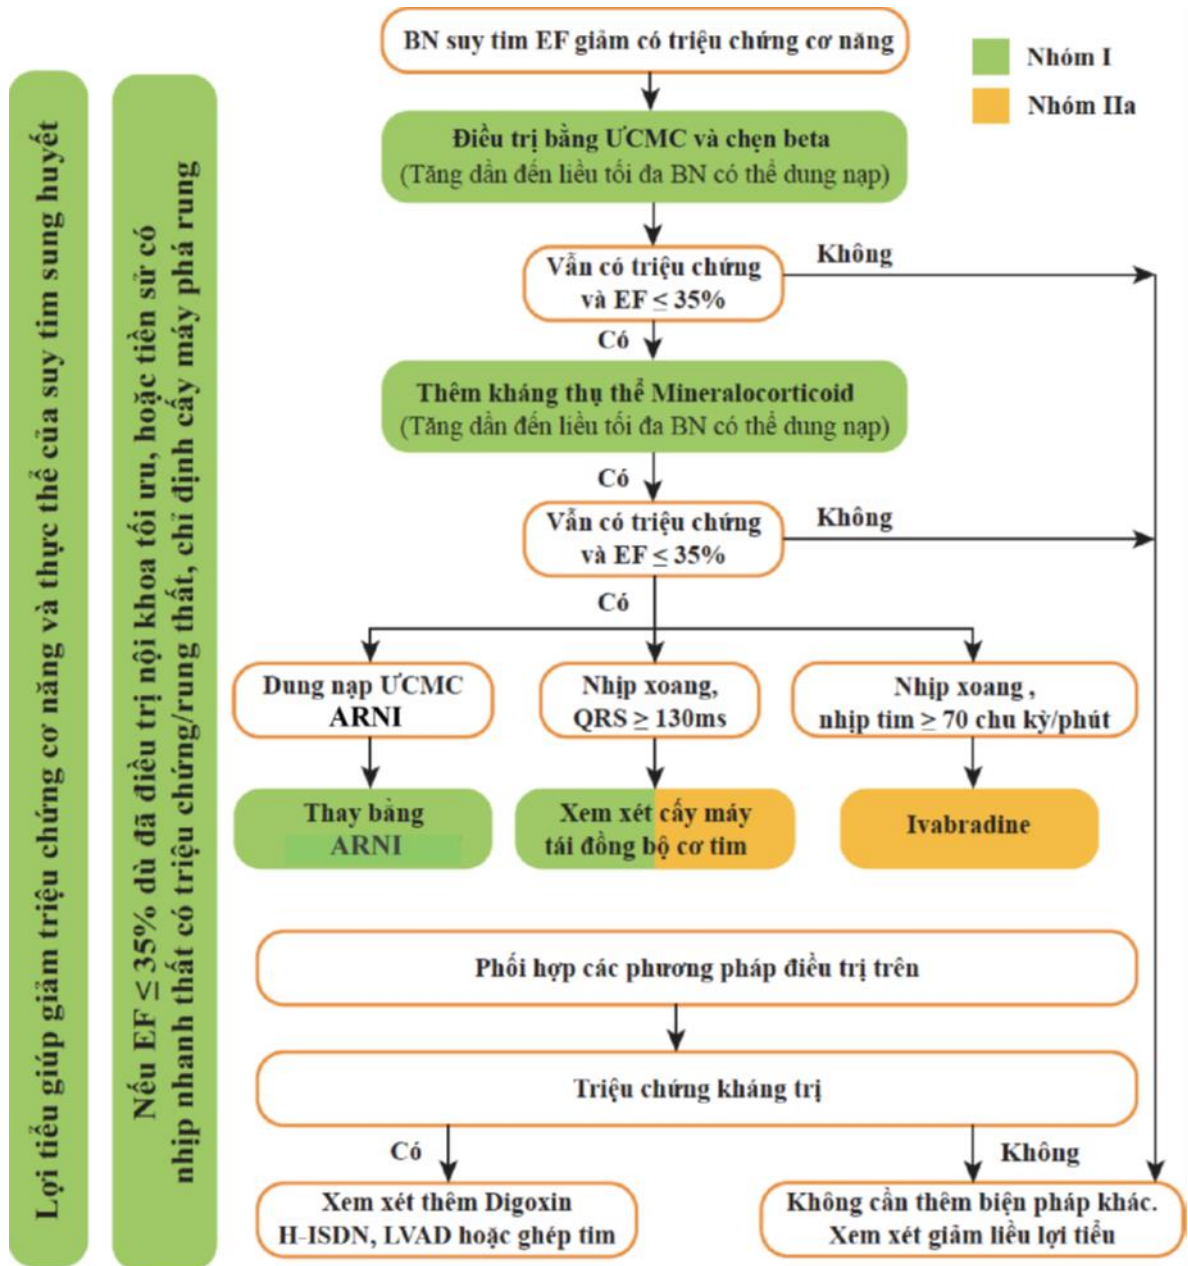 BN suy tim EF giảm có triệu chứng cơ năng
Nhóm I
Nhóm IIa
Lợi tiểu giúp giảm triệu chứng cơ năng và thực thể của suy tim sung huyết
Nếu EF ≤ 35% dù đã điều trị nội khoa tối ưu, hoặc tiền sử có
nhịp nhanh thất có triệu chứng/rung thất, chỉ định cấy máy phá rung
Điều trị bằng ƯCMC và chẹn beta
(Tăng dần đến liều tối đa BN có thể dung nạp)
Vẫn có triệu chứng
và EF ≤ 35%
Không
Có
Thêm kháng thụ thể Mineralocorticoid
(Tăng dần đến liều tối đa BN có thể dung nạp)
Có
Vẫn có triệu chứng
và EF ≤ 35%
Không
Có
Dung nạp ƯCMC
ARNI
Nhịp xoang,
QRS ≥ 130ms
Nhịp xoang ,
nhịp tim ≥ 70 chu kỳ/phút
Thay bằng
ARNI
Xem xét cấy máy
tái đồng bộ cơ tim
Ivabradine
Phối hợp các phương pháp điều trị trên
Triệu chứng kháng trị
Có
Không
Xem xét thêm Digoxin
H-ISDN, LVAD hoặc ghép tim
Không cần thêm biện pháp khác.
Xem xét giảm liều lợi tiểu